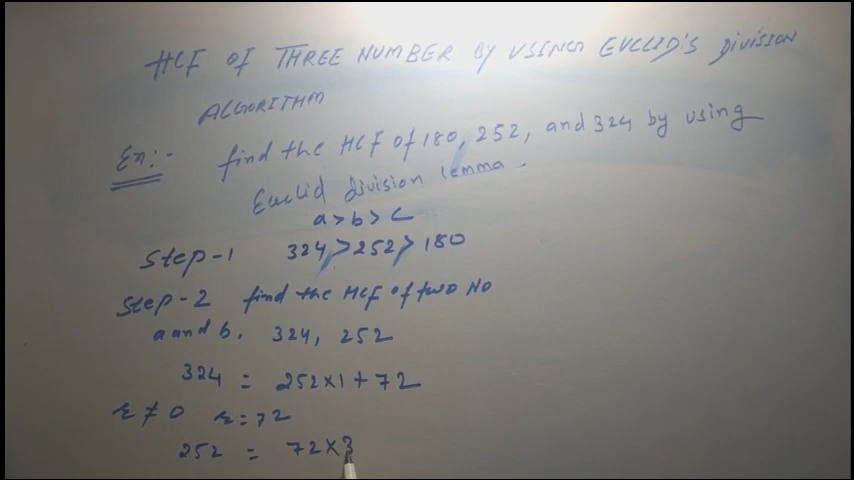 HCF OF THREE NUMBER BY USING EUCLID'S DIVISION
ALGORITHM
Ex:- find the HCF of 180, 252, and 324 by using
Euclid division lemma.
a > b > c
Step-1 324 > 252 > 180
Step-2 find the HCF of two No
a and b. 324, 252
324 = 252×1 + 72
r ≠ 0 r = 72
252 = 72×3